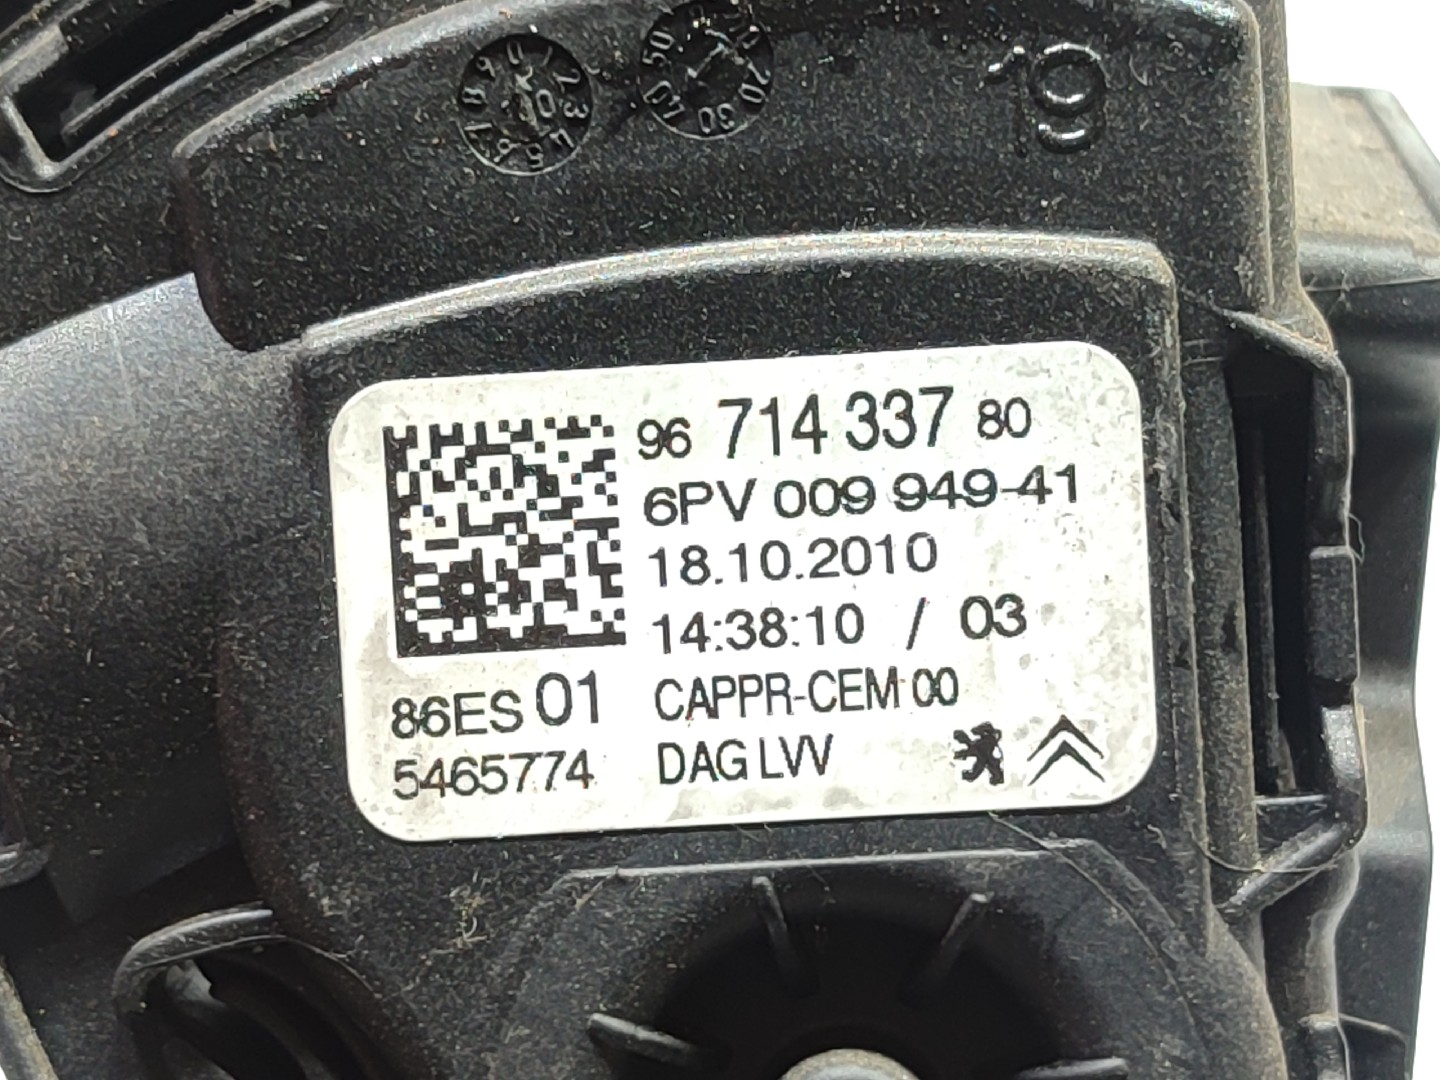 19
96 714 337 80
6PV 009 949-41
18.10.2010
14:38:10 / 03
86ES 01 CAPPR-CEM 00
5465774 DAG LVV